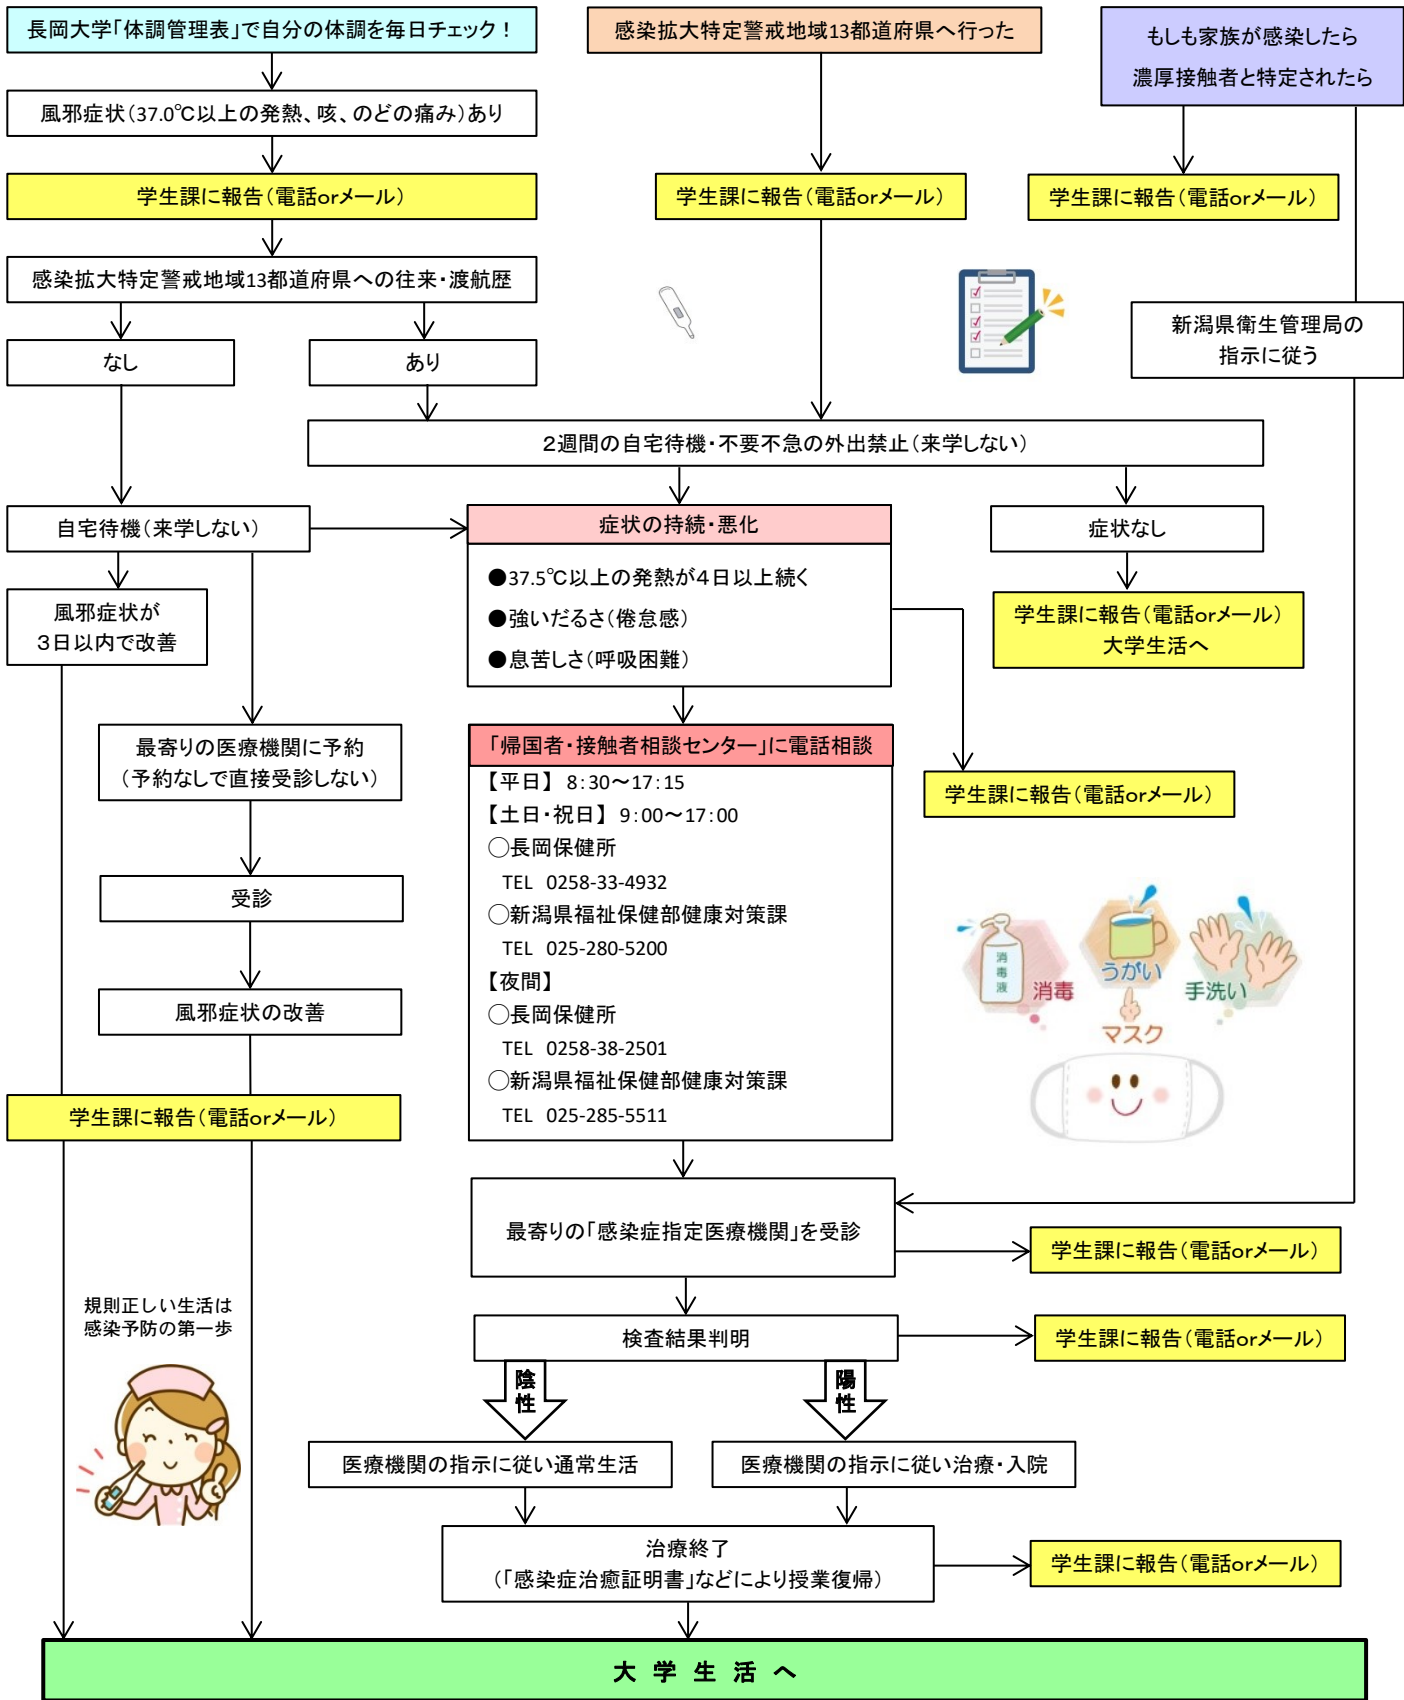 長岡大学「体調管理表」で自分の体調を毎日チェック！
感染拡大特定警戒地域13都道府県へ行った
もしも家族が感染したら
濃厚接触者と特定されたら
風邪症状（37.0℃以上の発熱、咳、のどの痛み）あり
学生課に報告（電話orメール）
学生課に報告（電話orメール）
学生課に報告（電話orメール）
感染拡大特定警戒地域13都道府県への往来・渡航歴
なし
あり
新潟県衛生管理局の
指示に従う
２週間の自宅待機・不要不急の外出禁止（来学しない）
自宅待機（来学しない）
症状の持続・悪化
●37.5℃以上の発熱が４日以上続く
●強いだるさ（倦怠感）
●息苦しさ（呼吸困難）
症状なし
学生課に報告（電話orメール）
大学生活へ
風邪症状が
３日以内で改善
最寄りの医療機関に予約
（予約なしで直接受診しない）
「帰国者・接触者相談センター」に電話相談
【平日】 8：30～17：15
【土日・祝日】 9：00～17：00
○長岡保健所
TEL 0258-33-4932
○新潟県福祉保健部健康対策課
TEL 025-280-5200
【夜間】
○長岡保健所
TEL 0258-38-2501
○新潟県福祉保健部健康対策課
TEL 025-285-5511
学生課に報告（電話orメール）
受診
風邪症状の改善
学生課に報告（電話orメール）
消毒液
消毒
うがい
手洗い
マスク
最寄りの「感染症指定医療機関」を受診
学生課に報告（電話orメール）
規則正しい生活は
感染予防の第一歩
検査結果判明
学生課に報告（電話orメール）
陰性
陽性
医療機関の指示に従い通常生活
医療機関の指示に従い治療・入院
治療終了
（「感染症治癒証明書」などにより授業復帰）
学生課に報告（電話orメール）
大 学 生 活 へ